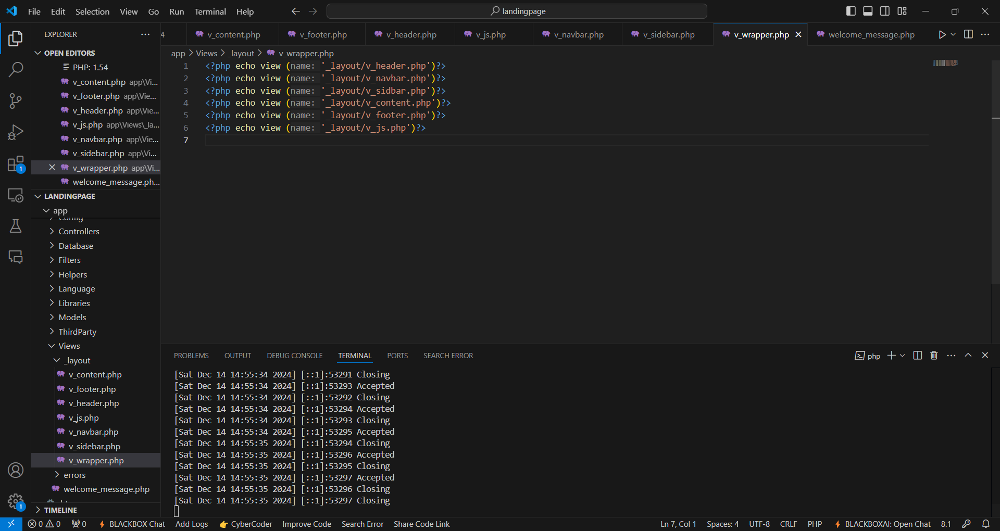 File Edit Selection View Go Run Terminal Help
landingpage
EXPLORER
4 v_content.php v_footer.php v_header.php v_js.php v_navbar.php v_sidebar.php v_wrapper.php welcome_message.php
OPEN EDITORS
PHP: 1.54
v_content.php app\Vi...
v_footer.php app\Vie...
v_header.php app\Vie...
v_js.php app\Views\_la...
v_navbar.php app\Vie...
v_sidebar.php app\Vi...
v_wrapper.php app\Vi...
welcome_message.ph...
LANDINGPAGE
app
Config
Controllers
Database
Filters
Helpers
Language
Libraries
Models
ThirdParty
Views
_layout
v_content.php
v_footer.php
v_header.php
v_js.php
v_navbar.php
v_sidebar.php
v_wrapper.php
errors
welcome_message.php
TIMELINE
1
1
app > Views > _layout > v_wrapper.php
1 <?php echo view (name: '_layout/v_header.php')?>
2 <?php echo view (name: '_layout/v_navbar.php')?>
3 <?php echo view (name: '_layout/v_sidbar.php')?>
4 <?php echo view (name: '_layout/v_content.php')?>
5 <?php echo view (name: '_layout/v_footer.php')?>
6 <?php echo view (name: '_layout/v_js.php')?>
7
PROBLEMS OUTPUT DEBUG CONSOLE TERMINAL PORTS SEARCH ERROR
php
[Sat Dec 14 14:55:34 2024] [::1]:53291 Closing
[Sat Dec 14 14:55:34 2024] [::1]:53293 Accepted
[Sat Dec 14 14:55:34 2024] [::1]:53292 Closing
[Sat Dec 14 14:55:34 2024] [::1]:53294 Accepted
[Sat Dec 14 14:55:34 2024] [::1]:53293 Closing
[Sat Dec 14 14:55:34 2024] [::1]:53295 Accepted
[Sat Dec 14 14:55:35 2024] [::1]:53294 Closing
[Sat Dec 14 14:55:35 2024] [::1]:53296 Accepted
[Sat Dec 14 14:55:35 2024] [::1]:53295 Closing
[Sat Dec 14 14:55:35 2024] [::1]:53297 Accepted
[Sat Dec 14 14:55:35 2024] [::1]:53296 Closing
[Sat Dec 14 14:55:35 2024] [::1]:53297 Closing
0 0 0 BLACKBOX Chat Add Logs CyberCoder Improve Code Search Error Share Code Link Ln 7, Col 1 Spaces: 4 UTF-8 CRLF PHP BLACKBOXAI: Open Chat 8.1